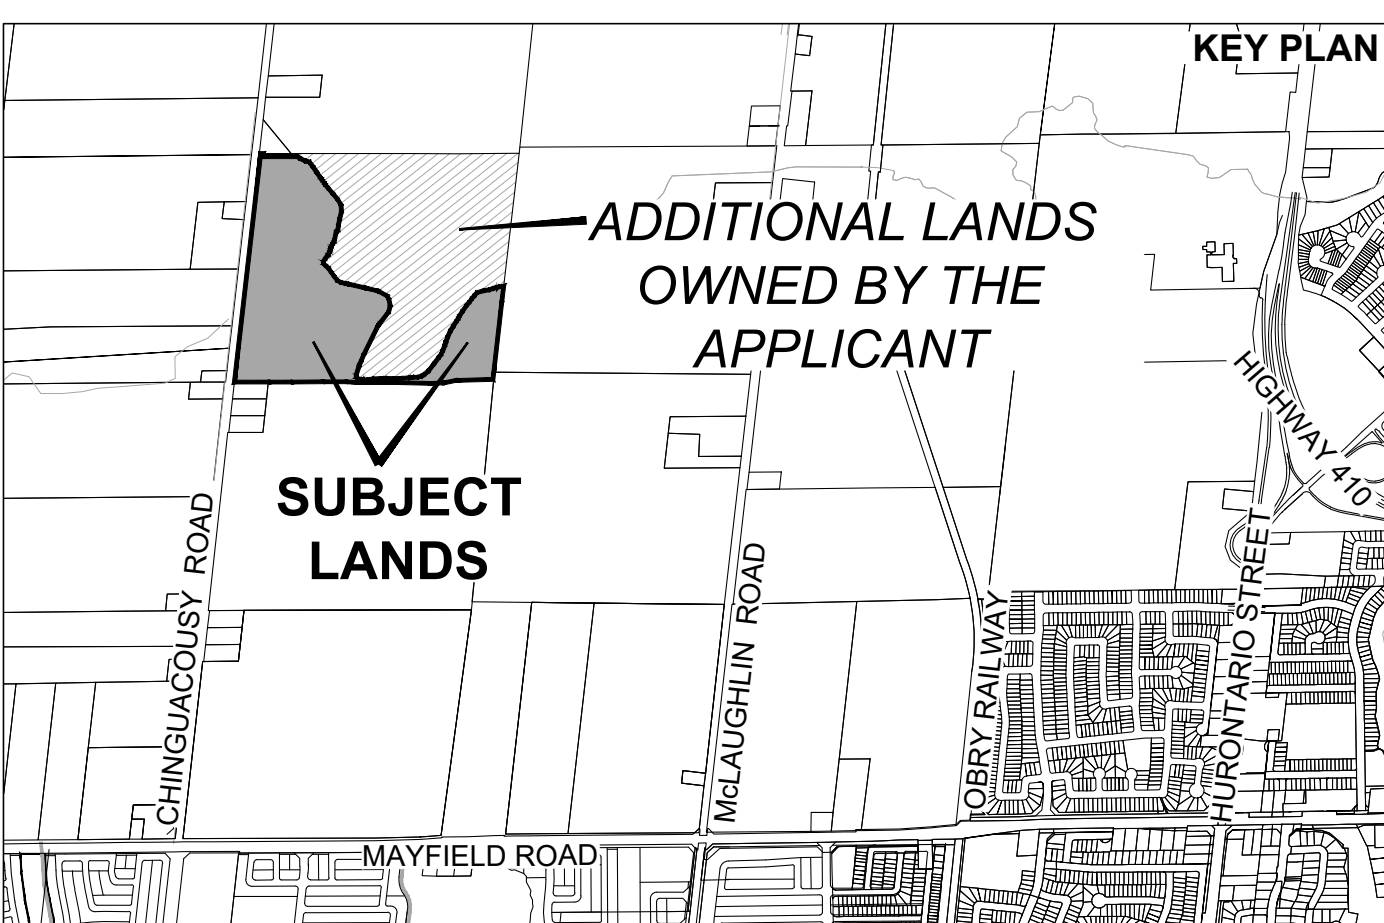 KEY PLAN
ADDITIONAL LANDS
OWNED BY THE
APPLICANT
HIGHWAY 410
SUBJECT
LANDS
CHINGUACOUSY ROAD
McLAUGHLIN ROAD
OBRY RAILWAY
HURONTARIO STREET
MAYFIELD ROAD